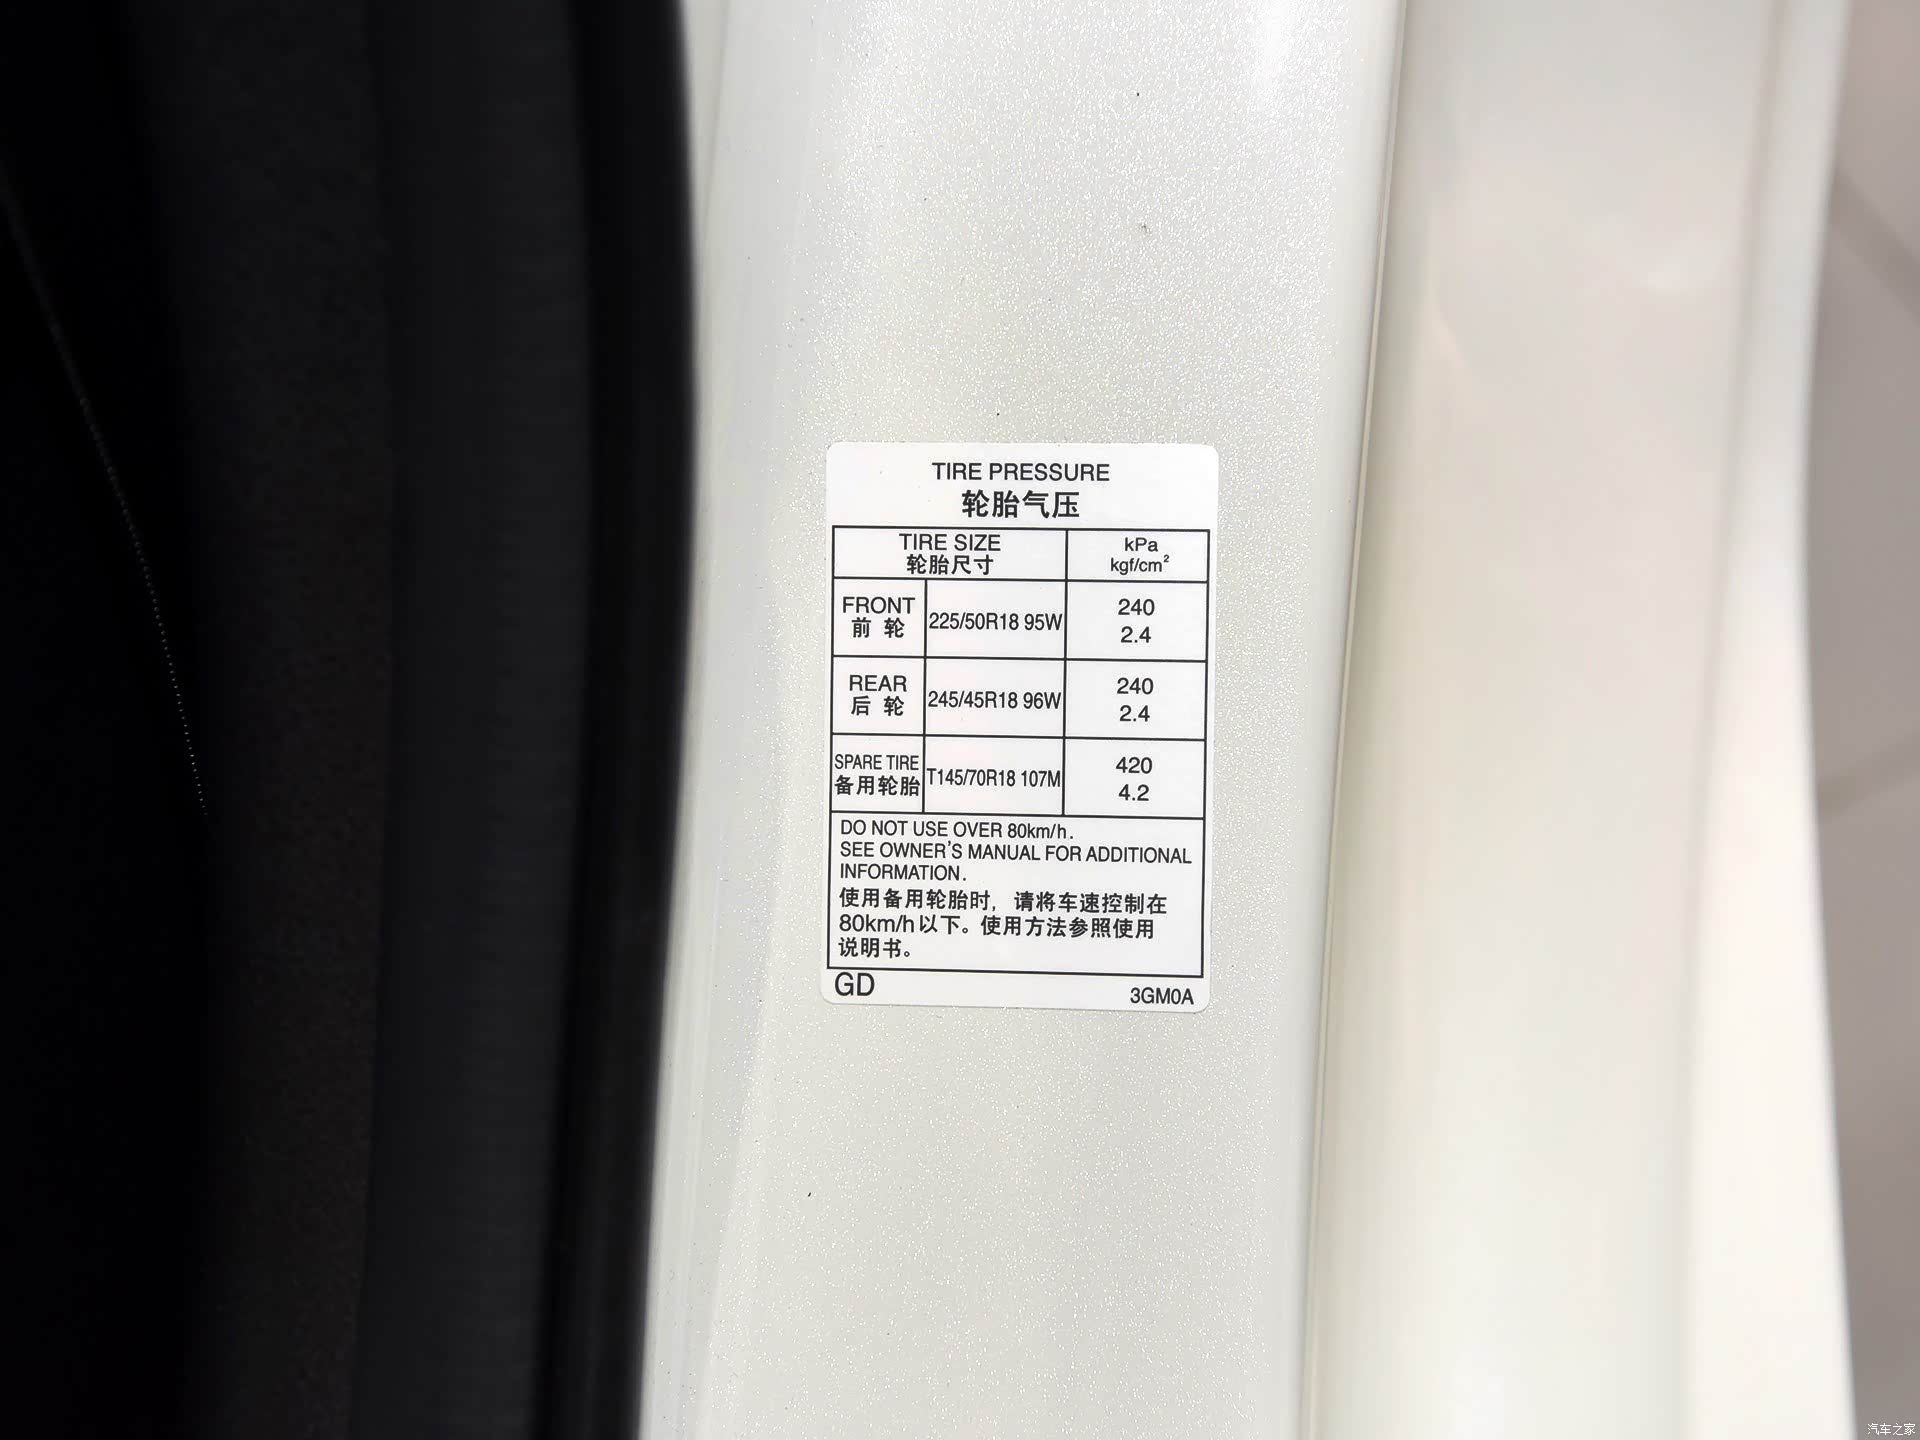 TIRE PRESSURE
轮胎气压
TIRE SIZE
轮胎尺寸
kPa
kgf/cm²
FRONT
前 轮
225/50R18 95W
240
2.4
REAR
后 轮
245/45R18 96W
240
2.4
SPARE TIRE
备用轮胎
T145/70R18 107M
420
4.2
DO NOT USE OVER 80km/h.
SEE OWNER'S MANUAL FOR ADDITIONAL
INFORMATION.
使用备用轮胎时，请将车速控制在
80km/h以下。使用方法参照使用
说明书。
GD
3GM0A
汽车之家